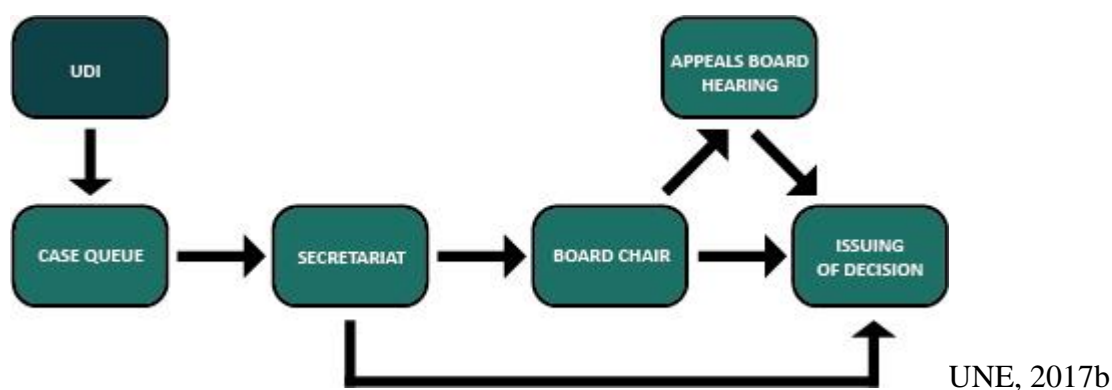 UDI
APPEALS BOARD
HEARING
CASE QUEUE
SECRETARIAT
BOARD CHAIR
ISSUING
OF DECISION
UNE, 2017b